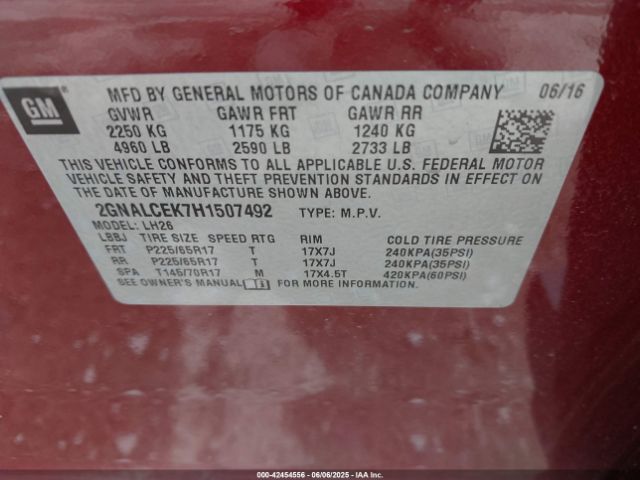 GM
MFD BY GENERAL MOTORS OF CANADA COMPANY 06/16
GVWR GAWR FRT GAWR RR
2250 KG 1175 KG 1240 KG
4960 LB 2590 LB 2733 LB
THIS VEHICLE CONFORMS TO ALL APPLICABLE U.S. FEDERAL MOTOR
VEHICLE SAFETY AND THEFT PREVENTION STANDARDS IN EFFECT ON
THE DATE OF MANUFACTURE SHOWN ABOVE.
2GNALCEK7H1507492 TYPE: M.P.V.
MODEL: LH26
LBBJ TIRE SIZE SPEED RTG RIM COLD TIRE PRESSURE
FRT P225/65R17 T 17X7J 240KPA(35PSI)
RR P225/65R17 T 17X7J 240KPA(35PSI)
SPA T145/70R17 M 17X4.5T 420KPA(60PSI)
SEE OWNER'S MANUAL FOR MORE INFORMATION.
000-42454556 - 06/06/2025 - IAA Inc.